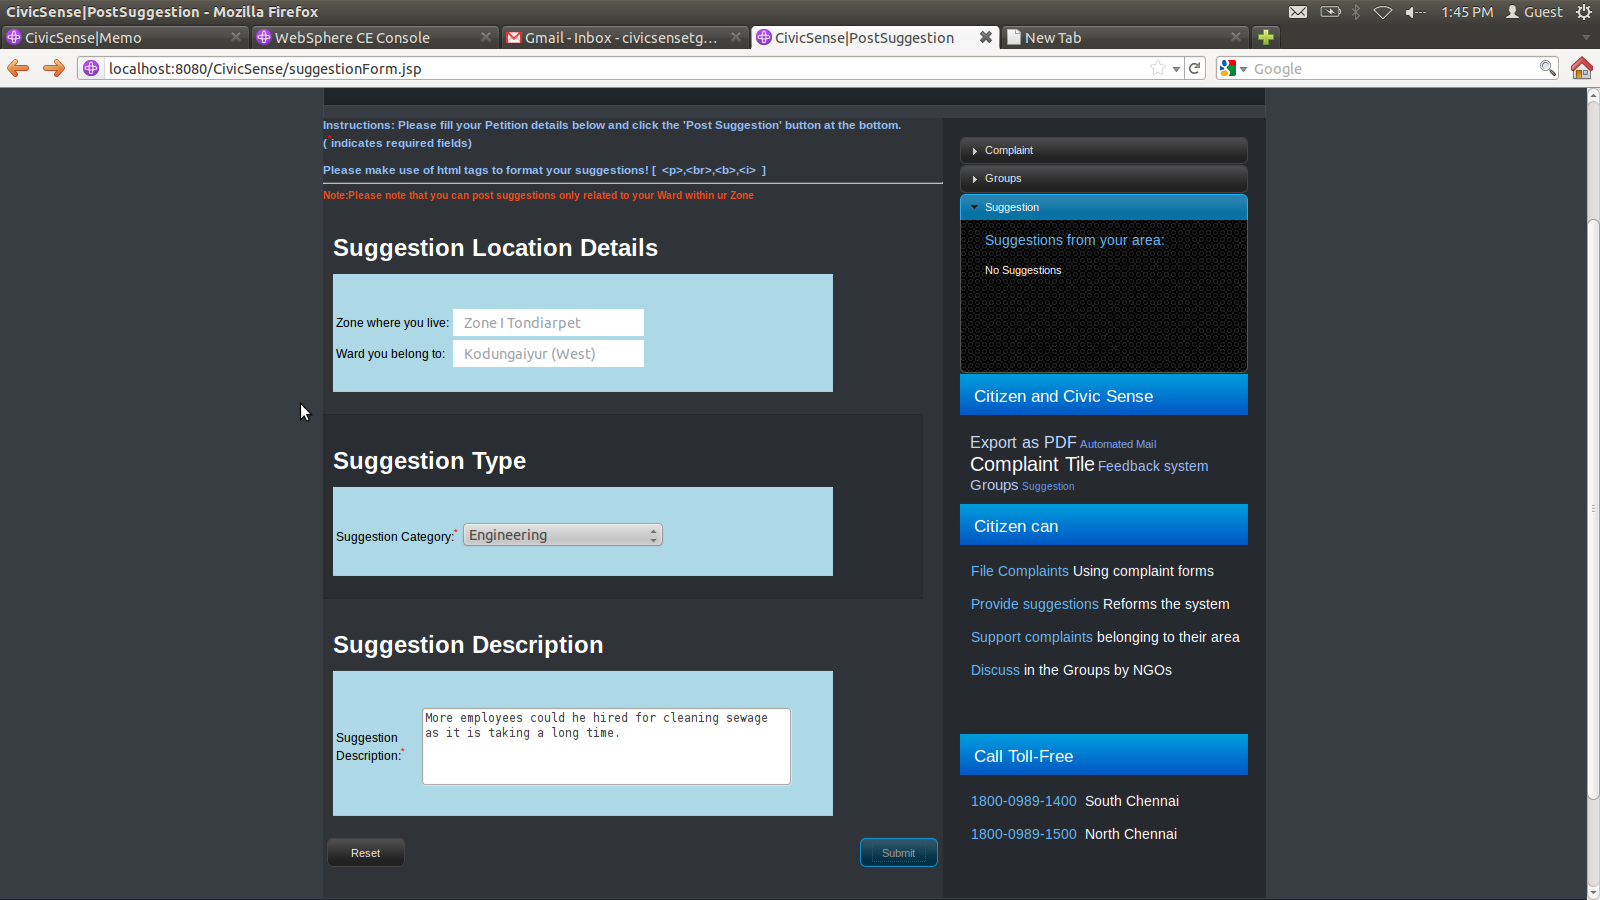 CivicSense|PostSuggestion - Mozilla Firefox
1:45 PM Guest
CivicSense|Memo
WebSphere CE Console
Gmail - Inbox - civicsensetg...
CivicSense|PostSuggestion
New Tab
localhost:8080/CivicSense/suggestionForm.jsp
Google
Instructions: Please fill your Petition details below and click the 'Post Suggestion' button at the bottom.
( * indicates required fields)
Please make use of html tags to format your suggestions! [ <p>,<br>,<b>,<i> ]
Note:Please note that you can post suggestions only related to your Ward within ur Zone
Suggestion Location Details
Zone where you live: Zone I Tondiarpet
Ward you belong to: Kodungaiyur (West)
Suggestion Type
Suggestion Category:* Engineering
Suggestion Description
Suggestion
Description:*
More employees could he hired for cleaning sewage
as it is taking a long time.
Reset
Submit
Complaint
Groups
Suggestion
Suggestions from your area:
No Suggestions
Citizen and Civic Sense
Export as PDF Automated Mail
Complaint Tile Feedback system
Groups Suggestion
Citizen can
File Complaints Using complaint forms
Provide suggestions Reforms the system
Support complaints belonging to their area
Discuss in the Groups by NGOs
Call Toll-Free
1800-0989-1400 South Chennai
1800-0989-1500 North Chennai